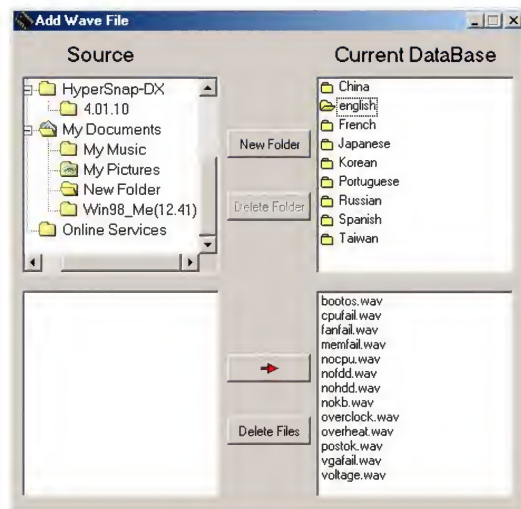 Add Wave File
Source
Current DataBase
HyperSnap-DX
4.01.10
My Documents
My Music
My Pictures
New Folder
Win98_Me(12.41)
Online Services
New Folder
Delete Folder
China
english
French
Japanese
Korean
Portuguese
Russian
Spanish
Taiwan
Delete Files
bootos.wav
cpufail.wav
fanfail.wav
memfail.wav
nocpu.wav
nofdd.wav
nohdd.wav
nokb.wav
overclock.wav
overheat.wav
postok.wav
vgafail.wav
voltage.wav